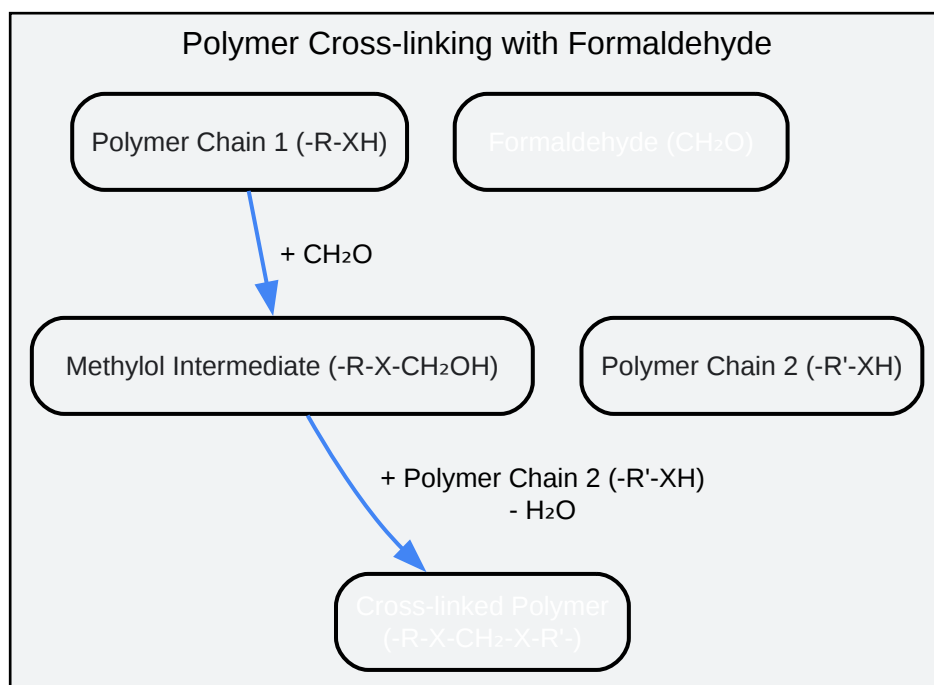 Polymer Cross-linking with Formaldehyde
Polymer Chain 1 (-R-XH)
Formaldehyde (CH₂O)
+ CH₂O
Methylol Intermediate (-R-X-CH₂OH)
Polymer Chain 2 (-R'-XH)
+ Polymer Chain 2 (-R'-XH)
- H₂O
Cross-linked Polymer
(-R-X-CH₂-X-R'-)